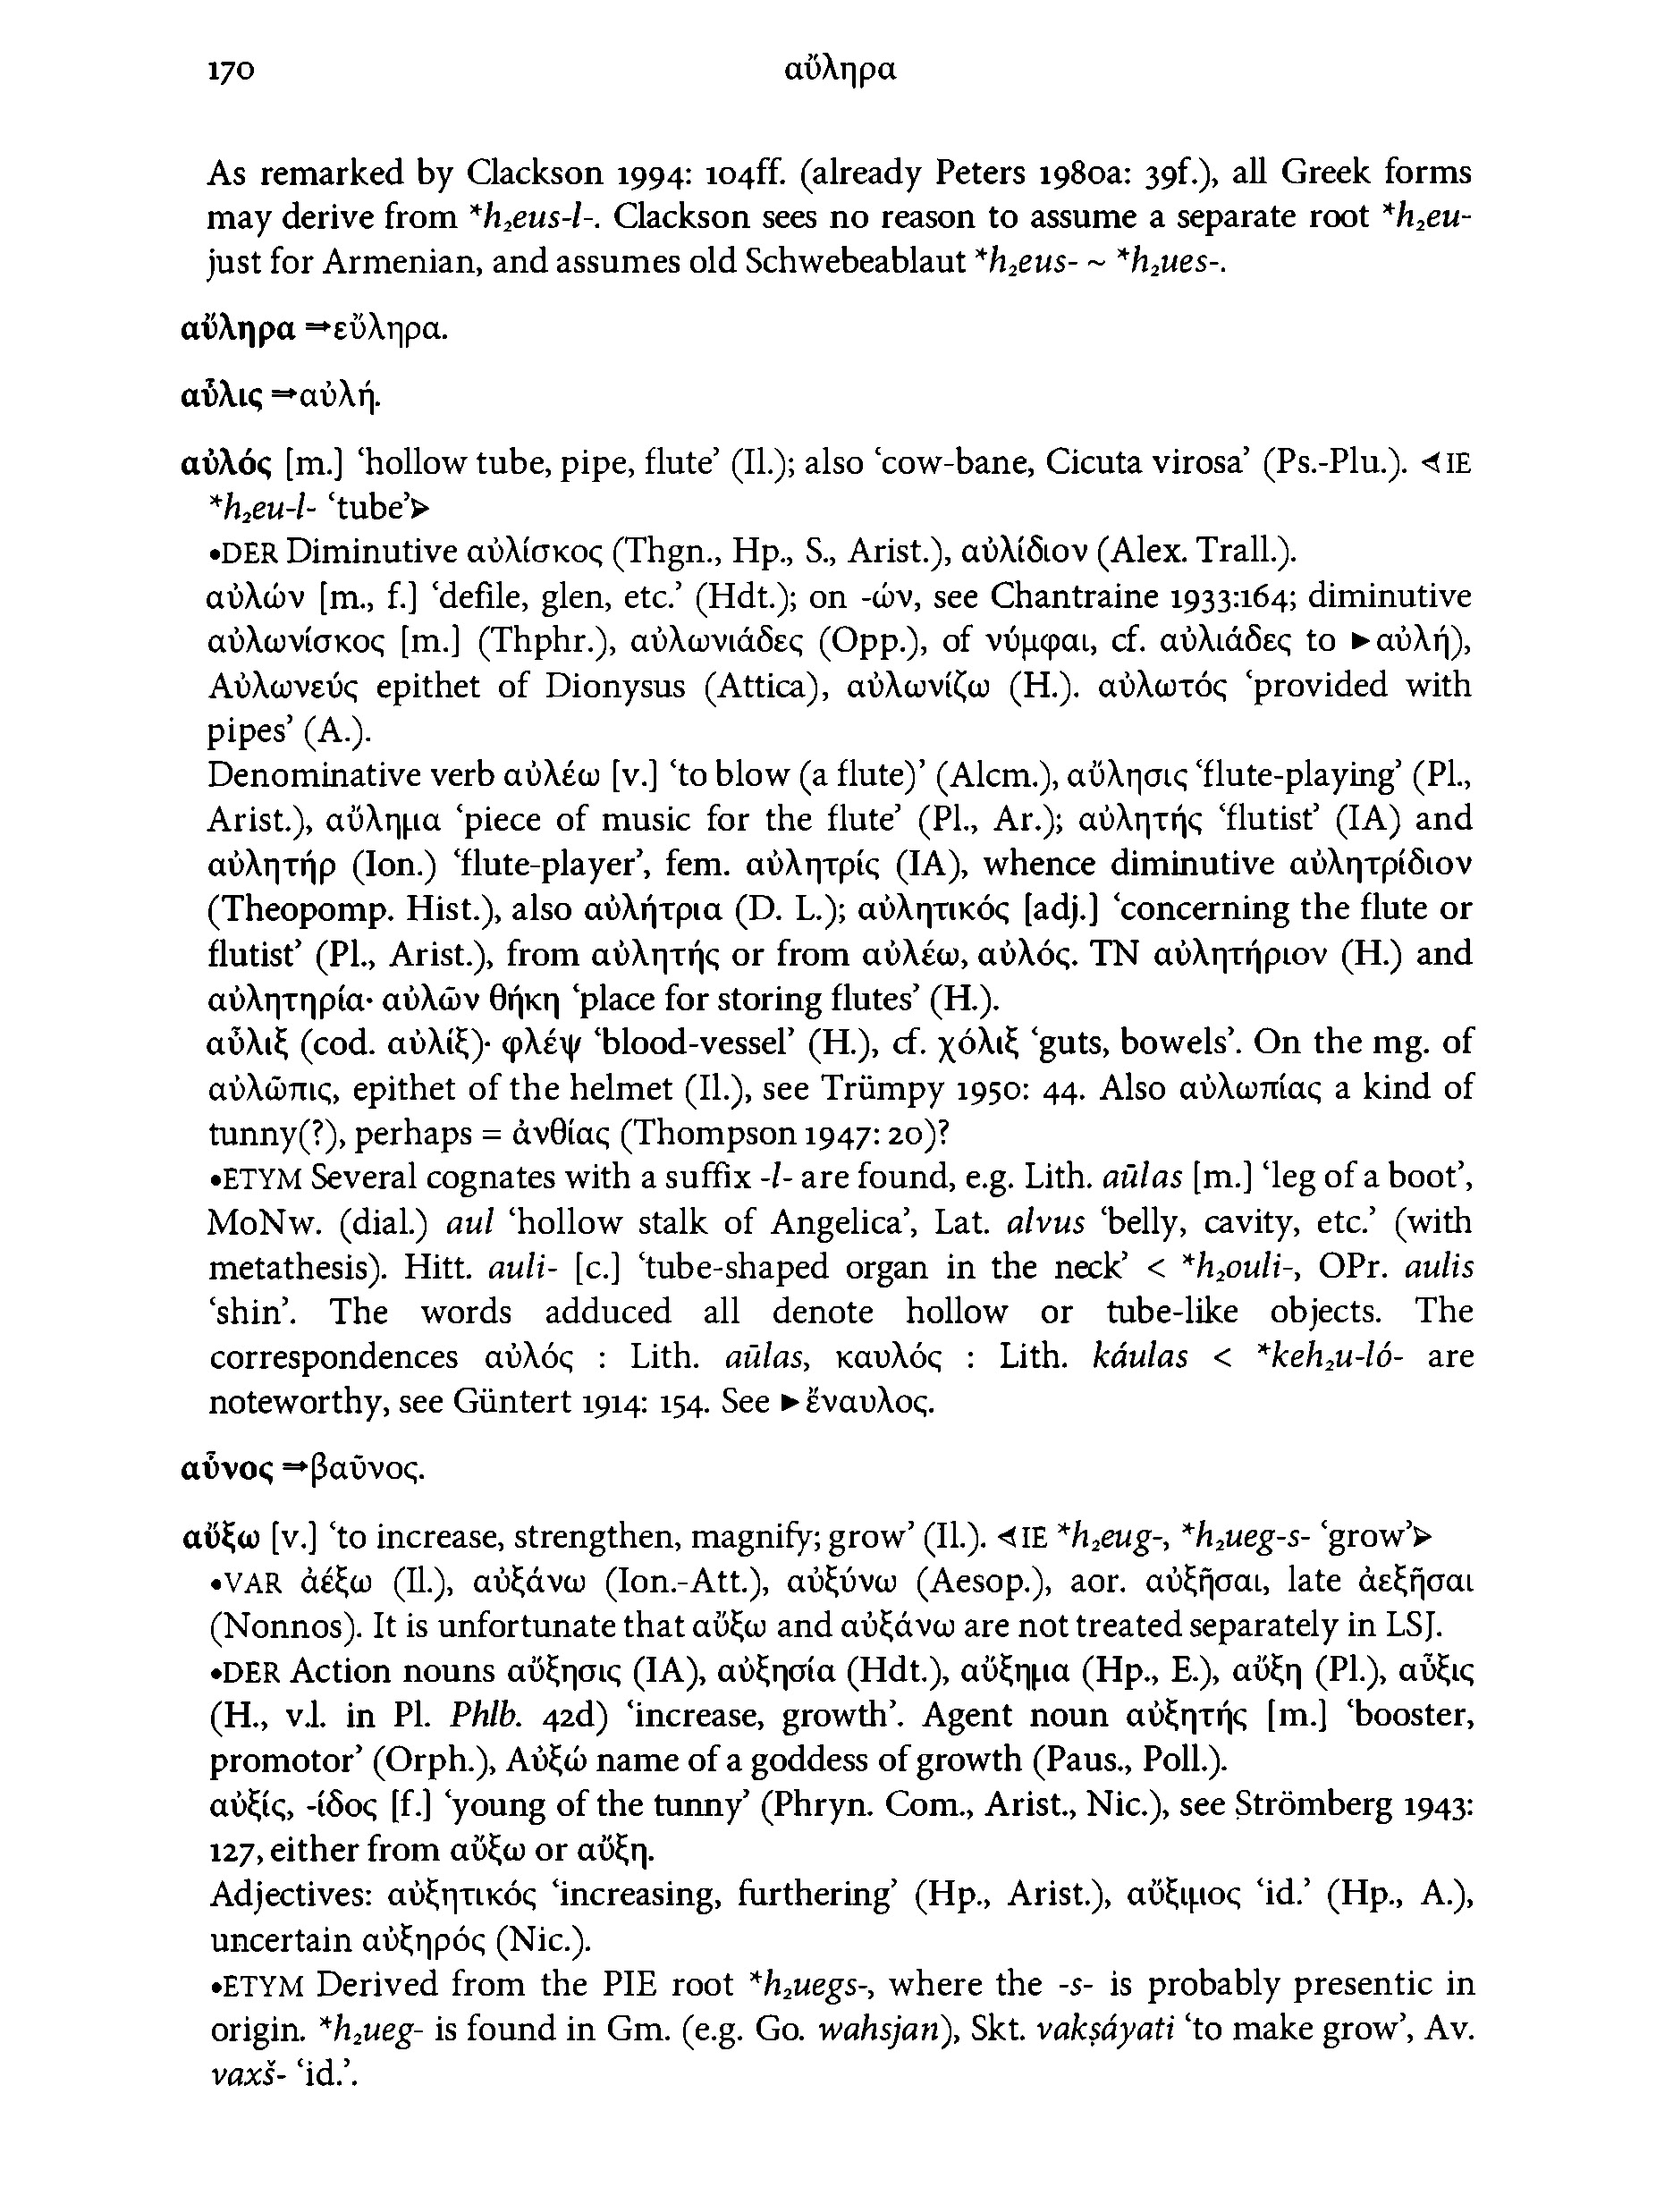 170 αὔληρα
As remarked by Clackson 1994: 104ff. (already Peters 1980a: 39f.), all Greek forms
may derive from *h₂eus-l-. Clackson sees no reason to assume a separate root *h₂eu-
just for Armenian, and assumes old Schwebeablaut *h₂eus- ~ *h₂ues-.
αὔληρα ⇒εὔληρα.
αὖλις ⇒αὐλή.
αὐλός [m.] ‘hollow tube, pipe, flute’ (Il.); also ‘cow-bane, Cicuta virosa’ (Ps.-Plu.). ⊲IE
*h₂eu-l- ‘tube’⊳
•DER Diminutive αὐλίσκος (Thgn., Hp., S., Arist.), αὐλίδιον (Alex. Trall.).
αὐλών [m., f.] ‘defile, glen, etc.’ (Hdt.); on -ών, see Chantraine 1933:164; diminutive
αὐλωνίσκος [m.] (Thphr.), αὐλωνιάδες (Opp.), of νύμφαι, cf. αὐλιάδες to ►αὐλή),
Αὐλωνεύς epithet of Dionysus (Attica), αὐλωνίζω (H.). αὐλωτός ‘provided with
pipes’ (A.).
Denominative verb αὐλέω [v.] ‘to blow (a flute)’ (Alcm.), αὔλησις ‘flute-playing’ (Pl.,
Arist.), αὔλημα ‘piece of music for the flute’ (Pl., Ar.); αὐλητής ‘flutist’ (IA) and
αὐλητήρ (Ion.) ‘flute-player’, fem. αὐλητρίς (IA), whence diminutive αὐλητρίδιον
(Theopomp. Hist.), also αὐλήτρια (D. L.); αὐλητικός [adj.] ‘concerning the flute or
flutist’ (Pl., Arist.), from αὐλητής or from αὐλέω, αὐλός. TN αὐλητήριον (H.) and
αὐλητηρία· αὐλῶν θήκη ‘place for storing flutes’ (H.).
αὖλιξ (cod. αὐλίξ)· φλέψ ‘blood-vessel’ (H.), cf. χόλιξ ‘guts, bowels’. On the mg. of
αὐλῶπις, epithet of the helmet (Il.), see Trümpy 1950: 44. Also αὐλωπίας a kind of
tunny(?), perhaps = ἀνθίας (Thompson 1947: 20)?
•ETYM Several cognates with a suffix -l- are found, e.g. Lith. aũlas [m.] ‘leg of a boot’,
MoNw. (dial.) aul ‘hollow stalk of Angelica’, Lat. alvus ‘belly, cavity, etc.’ (with
metathesis). Hitt. auli- [c.] ‘tube-shaped organ in the neck’ < *h₂ouli-, OPr. aulis
‘shin’. The words adduced all denote hollow or tube-like objects. The
correspondences αὐλός : Lith. aũlas, καυλός : Lith. káulas < *keh₂u-ló- are
noteworthy, see Güntert 1914: 154. See ►ἔναυλος.
αὖνος ⇒βαῦνος.
αὔξω [v.] ‘to increase, strengthen, magnify; grow’ (Il.). ⊲IE *h₂eug-, *h₂ueg-s- ‘grow’⊳
•VAR ἀέξω (Il.), αὐξάνω (Ion.-Att.), αὐξύνω (Aesop.), aor. αὐξῆσαι, late ἀεξῆσαι
(Nonnos). It is unfortunate that αὔξω and αὐξάνω are not treated separately in LSJ.
•DER Action nouns αὔξησις (IA), αὐξησία (Hdt.), αὔξημα (Hp., E.), αὔξη (Pl.), αὖξις
(H., v.l. in Pl. Phlb. 42d) ‘increase, growth’. Agent noun αὐξητής [m.] ‘booster,
promotor’ (Orph.), Αὐξώ name of a goddess of growth (Paus., Poll.).
αὐξίς, -ίδος [f.] ‘young of the tunny’ (Phryn. Com., Arist., Nic.), see Strömberg 1943:
127, either from αὔξω or αὔξη.
Adjectives: αὐξητικός ‘increasing, furthering’ (Hp., Arist.), αὔξιμος ‘id.’ (Hp., A.),
uncertain αὐξηρός (Nic.).
•ETYM Derived from the PIE root *h₂uegs-, where the -s- is probably presentic in
origin. *h₂ueg- is found in Gm. (e.g. Go. wahsjan), Skt. vakṣáyati ‘to make grow’, Av.
vaxš- ‘id.’.